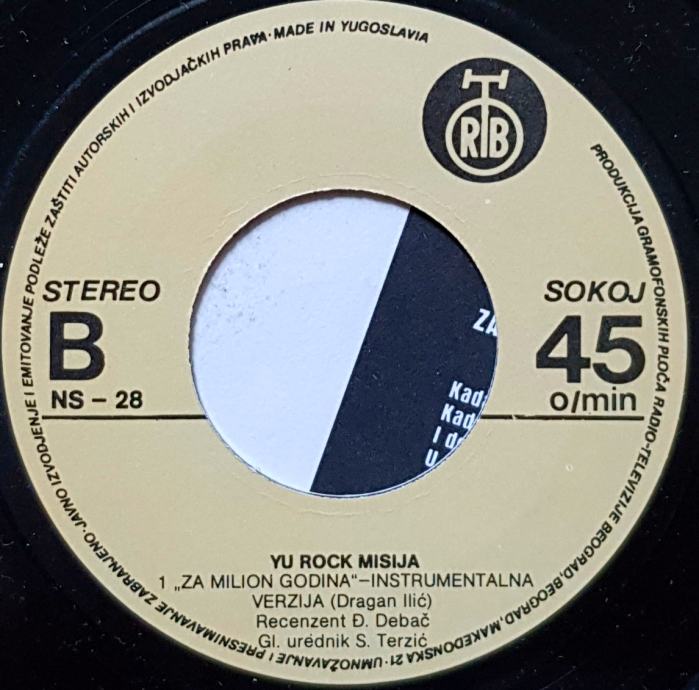 JAVNO IZVODJENJE I EMITOVANJE PODLEŽE ZAŠTITI AUTORSKIH I IZVODJAČKIH PRAVA·MADE IN YUGOSLAVIA
RTB
PRODUKCIJA GRAMOFONSKIH PLOČA RADIO-TELEVIZIJE BEOGRAD, BEOGRAD, MAKEDONSKA 21·UMNOŽAVANJE I PRESNIMAVANJE ZABRANJENO·
STEREO
B
NS – 28
SOKOJ
45
o/min
Kad
Kad
I
U
YU ROCK MISIJA
1 „ZA MILION GODINA“–INSTRUMENTALNA
VERZIJA (Dragan Ilić)
Recenzent Đ. Debač
Gl. urednik S. Terzić